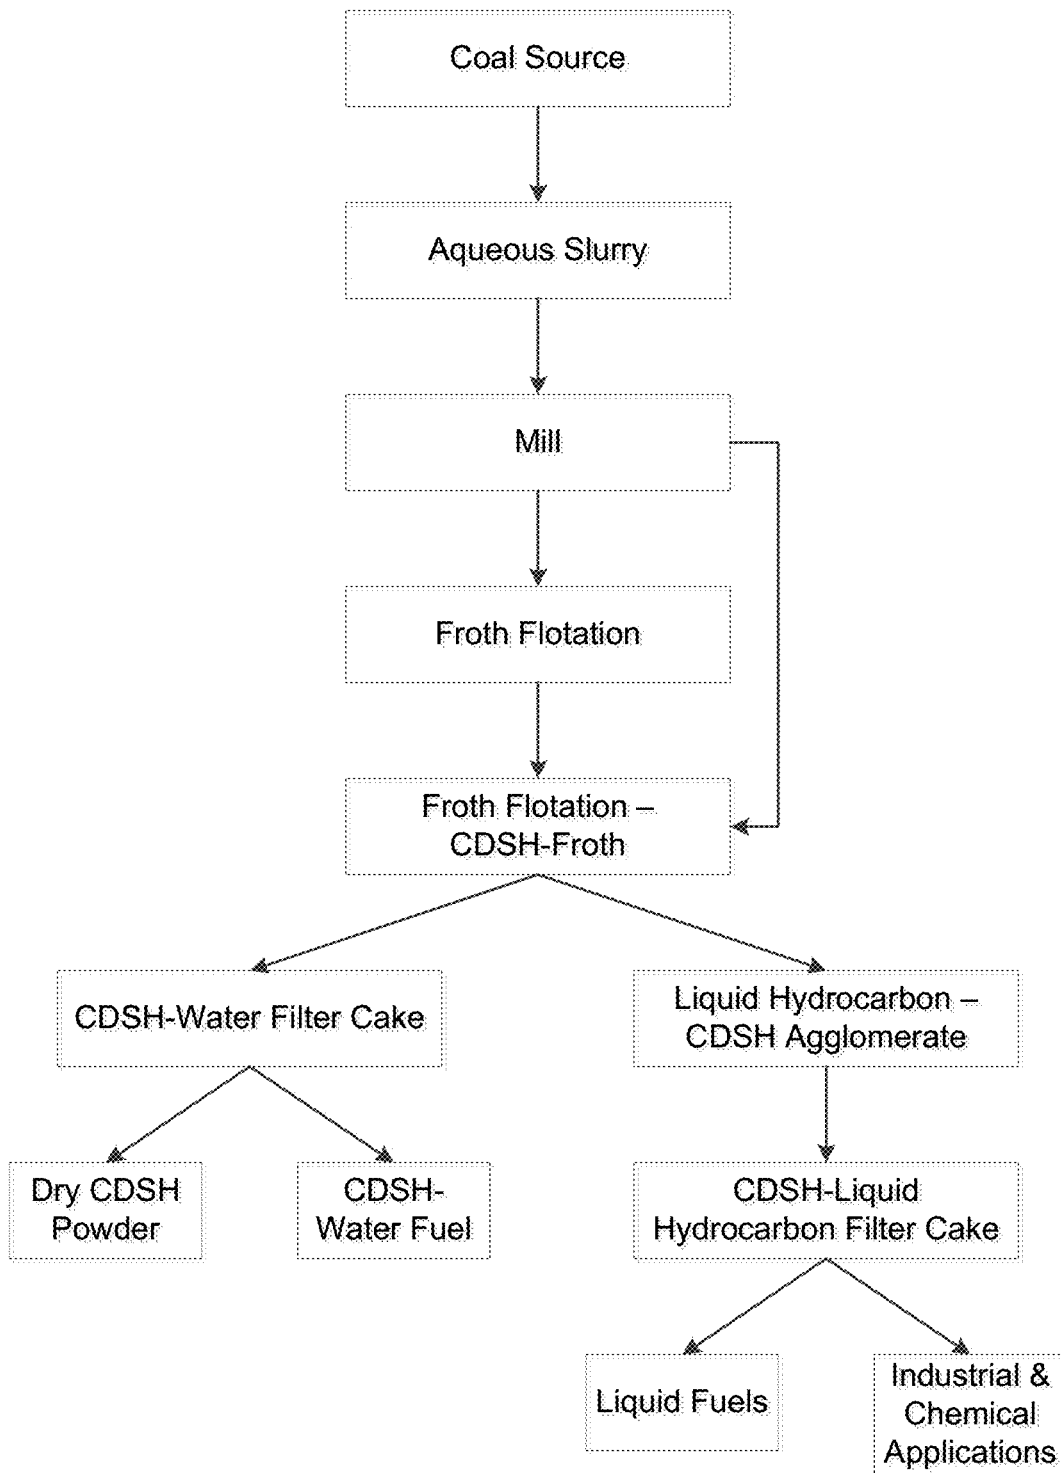 Coal Source
Aqueous Slurry
Mill
Froth Flotation
Froth Flotation –
CDSH-Froth
CDSH-Water Filter Cake
Liquid Hydrocarbon –
CDSH Agglomerate
Dry CDSH
Powder
CDSH-
Water Fuel
CDSH-Liquid
Hydrocarbon Filter Cake
Liquid Fuels
Industrial &
Chemical
Applications